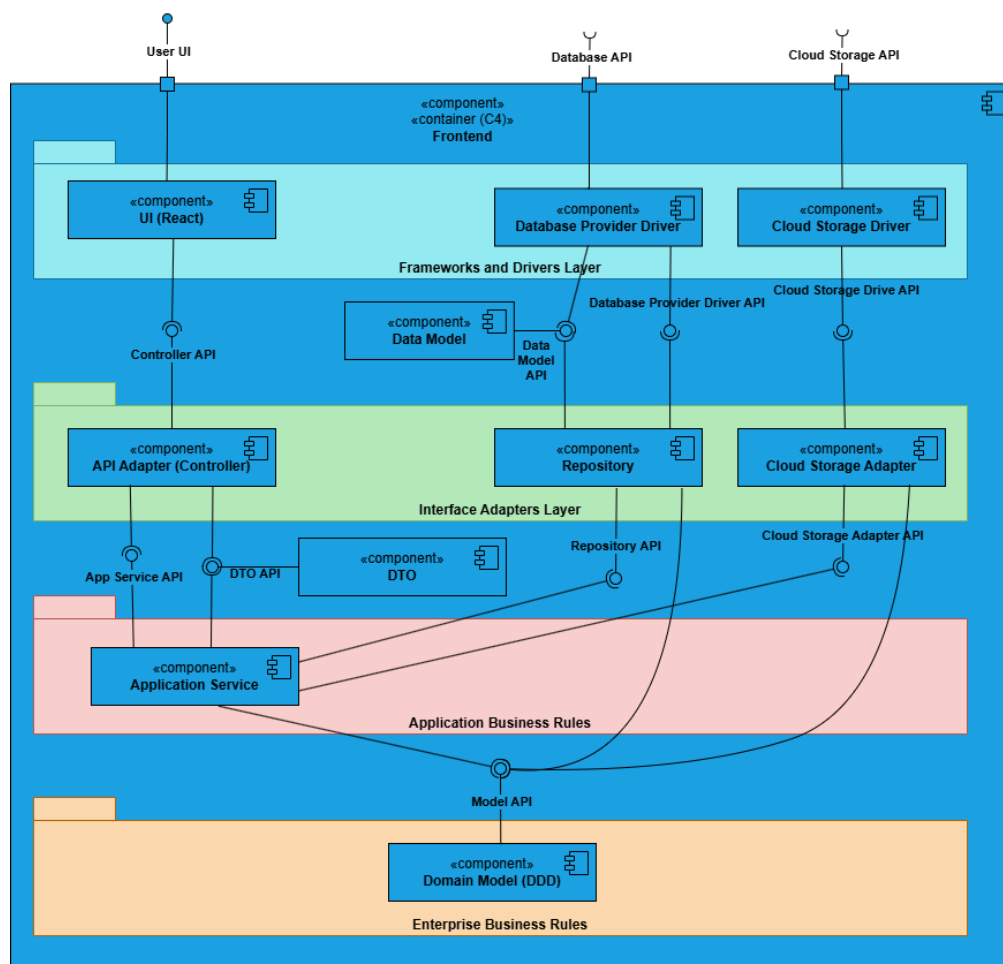 User UI
Database API
Cloud Storage API
«component»
«container (C4)»
Frontend
«component»
UI (React)
«component»
Database Provider Driver
«component»
Cloud Storage Driver
Frameworks and Drivers Layer
Cloud Storage Drive API
Database Provider Driver API
«component»
Data Model
Controller API
Data
Model
API
«component»
API Adapter (Controller)
«component»
Repository
«component»
Cloud Storage Adapter
Interface Adapters Layer
Cloud Storage Adapter API
Repository API
App Service API
DTO API
«component»
DTO
«component»
Application Service
Application Business Rules
Model API
«component»
Domain Model (DDD)
Enterprise Business Rules